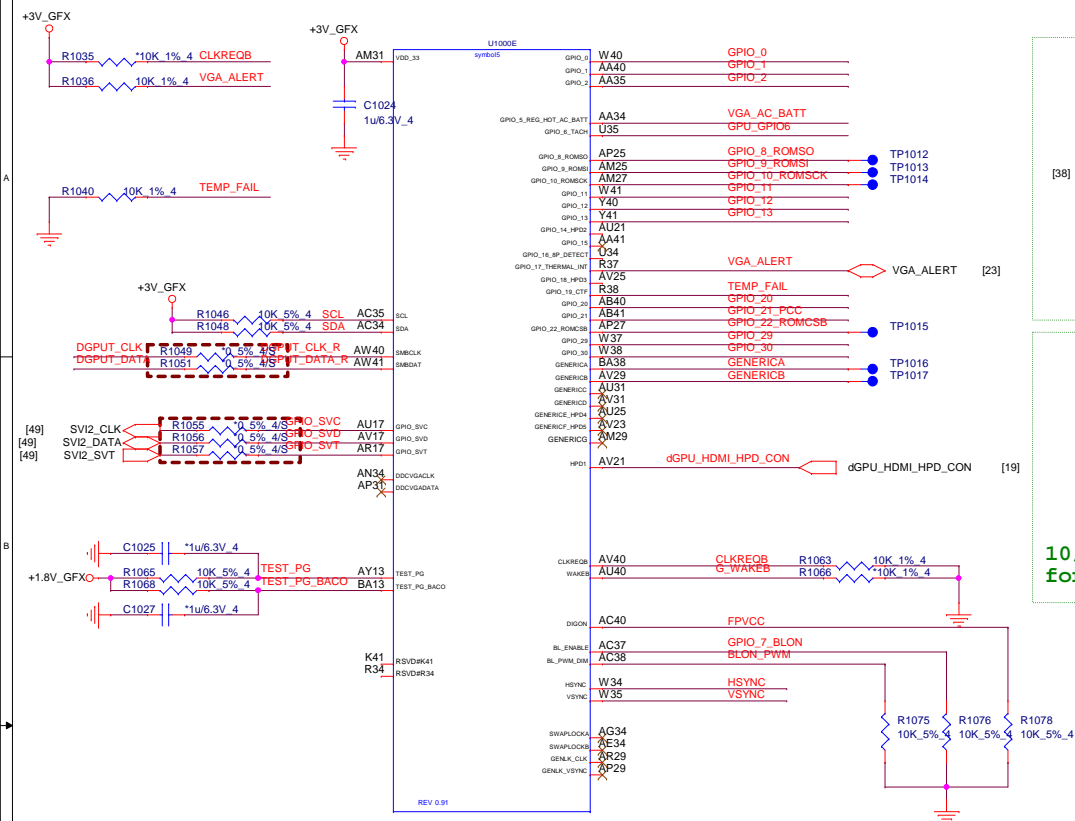 +3V_GFX
R1035 *10K_1%_4 CLKREQB
R1036 10K_1%_4 VGA_ALERT
+3V_GFX
C1024
1u/6.3V_4
R1040 10K_1%_4 TEMP_FAIL
A
B
+3V_GFX
R1046 10K_5%_4 SCL AC35 SCL
R1048 10K_5%_4 SDA AC34 SDA
DGPUT_CLK R1049 *0_5%_4/S DGPUT_CLK_R AW40 SMBCLK
DGPUT_DATA R1051 *0_5%_4/S DGPUT_DATA_R AW41 SMBDAT
[49] SVI2_CLK R1055 *0_5%_4/S GPIO_SVC AU17 GPIO_SVC
[49] SVI2_DATA R1056 *0_5%_4/S GPIO_SVD AV17 GPIO_SVD
[49] SVI2_SVT R1057 *0_5%_4/S GPIO_SVT AR17 GPIO_SVT
AN34 DDCVGACLK
AP31 DDCVGADATA
C1025 *1u/6.3V_4
+1.8V_GFX
R1065 10K_5%_4 TEST_PG AY13 TEST_PG
R1068 10K_5%_4 TEST_PG_BACO BA13 TEST_PG_BACO
C1027 *1u/6.3V_4
K41 RSVD#K41
R34 RSVD#R34
U1000E
symbol5
AM31 VDD_33
REV 0.91
GPIO_0 W40 GPIO_0
GPIO_1 AA40 GPIO_1
GPIO_2 AA35 GPIO_2
GPIO_5_REG_HOT_AC_BATT AA34 VGA_AC_BATT
GPIO_6_TACH U35 GPU_GPIO6
GPIO_8_ROMSO AP25 GPIO_8_ROMSO TP1012
GPIO_9_ROMSI AM25 GPIO_9_ROMSI TP1013
GPIO_10_ROMSCK AM27 GPIO_10_ROMSCK TP1014
GPIO_11 W41 GPIO_11
GPIO_12 Y40 GPIO_12
GPIO_13 Y41 GPIO_13
GPIO_14_HPD2 AU21
GPIO_15 AA41
GPIO_16_8P_DETECT U34
GPIO_17_THERMAL_INT R37 VGA_ALERT VGA_ALERT [23]
GPIO_18_HPD3 AV25
GPIO_19_CTF R38 TEMP_FAIL
GPIO_20 AB40 GPIO_20
GPIO_21 AB41 GPIO_21_PCC
GPIO_22_ROMCSB AP27 GPIO_22_ROMCSB TP1015
GPIO_29 W37 GPIO_29
GPIO_30 W38 GPIO_30
GENERICA BA38 GENERICA TP1016
GENERICB AV29 GENERICB TP1017
GENERICC AU31
GENERICD AV31
GENERICE_HPD4 AU25
GENERICF_HPD5 AV23
GENERICG AM29
HPD1 AV21 dGPU_HDMI_HPD_CON dGPU_HDMI_HPD_CON [19]
CLKREQB AV40 CLKREQB R1063 *10K_1%_4
WAKEB AU40 G_WAKEB R1066 *10K_1%_4
DIGON AC40 FPVCC
BL_ENABLE AC37 GPIO_7_BLON
BL_PWM_DIM AC38 BLON_PWM
HSYNC W34 HSYNC
VSYNC W35 VSYNC
SWAPLOCKA AG34
SWAPLOCKB AE34
GENLK_CLK AR29
GENLK_VSYNC AP29
R1075 R1076 R1078
10K_5%_4 10K_5%_4 10K_5%_4
[38]
10
fo